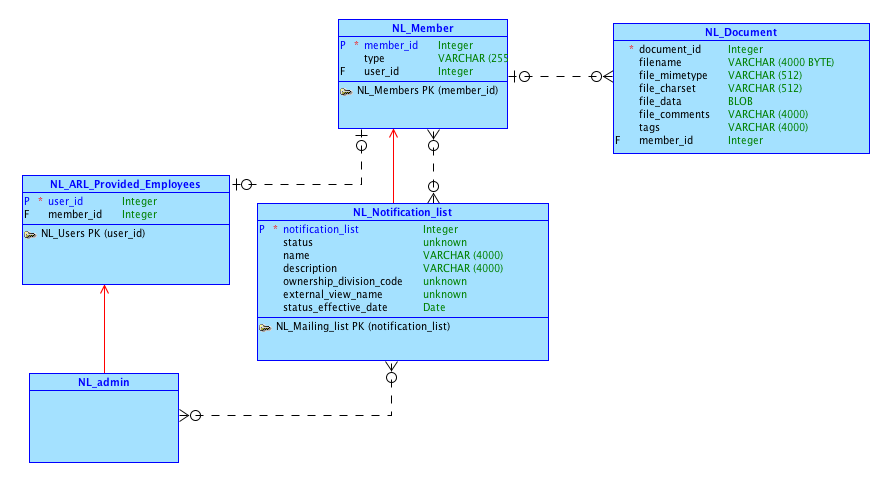 NL_Member
P * member_id Integer
type VARCHAR (255
F user_id Integer
NL_Members PK (member_id)
NL_Document
* document_id Integer
filename VARCHAR (4000 BYTE)
file_mimetype VARCHAR (512)
file_charset VARCHAR (512)
file_data BLOB
file_comments VARCHAR (4000)
tags VARCHAR (4000)
F member_id Integer
NL_ARL_Provided_Employees
P * user_id Integer
F member_id Integer
NL_Users PK (user_id)
NL_Notification_list
P * notification_list Integer
status unknown
name VARCHAR (4000)
description VARCHAR (4000)
ownership_division_code unknown
external_view_name unknown
status_effective_date Date
NL_Mailing_list PK (notification_list)
NL_admin